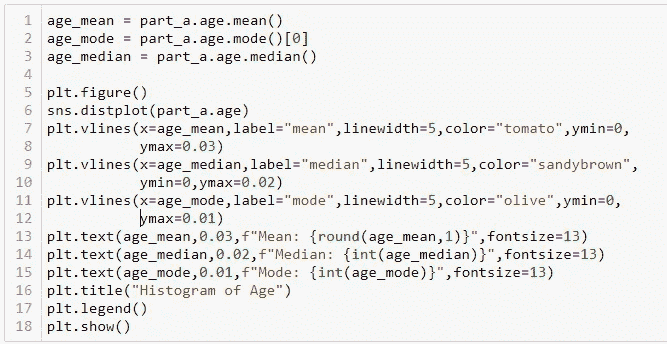 1 age_mean = part_a.age.mean()
2 age_mode = part_a.age.mode()[0]
3 age_median = part_a.age.median()
4
5 plt.figure()
6 sns.distplot(part_a.age)
7 plt.vlines(x=age_mean,label="mean",linewidth=5,color="tomato",ymin=0,
8 ymax=0.03)
9 plt.vlines(x=age_median,label="median",linewidth=5,color="sandybrown",
10 ymin=0,ymax=0.02)
11 plt.vlines(x=age_mode,label="mode",linewidth=5,color="olive",ymin=0,
12 ymax=0.01)
13 plt.text(age_mean,0.03,f"Mean: {round(age_mean,1)}",fontsize=13)
14 plt.text(age_median,0.02,f"Median: {int(age_median)}",fontsize=13)
15 plt.text(age_mode,0.01,f"Mode: {int(age_mode)}",fontsize=13)
16 plt.title("Histogram of Age")
17 plt.legend()
18 plt.show()